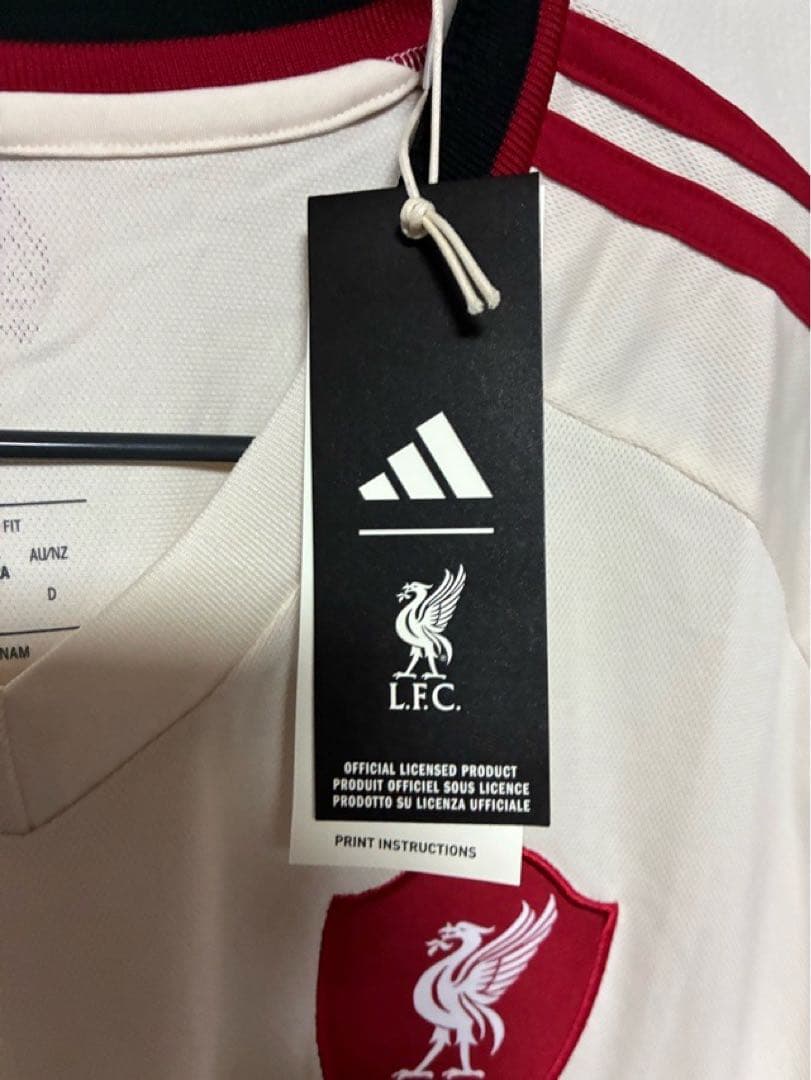 FIT
AU/NZ
A
D
NAM
L.F.C.
OFFICIAL LICENSED PRODUCT
PRODUIT OFFICIEL SOUS LICENCE
PRODOTTO SU LICENZA UFFICIALE
PRINT INSTRUCTIONS